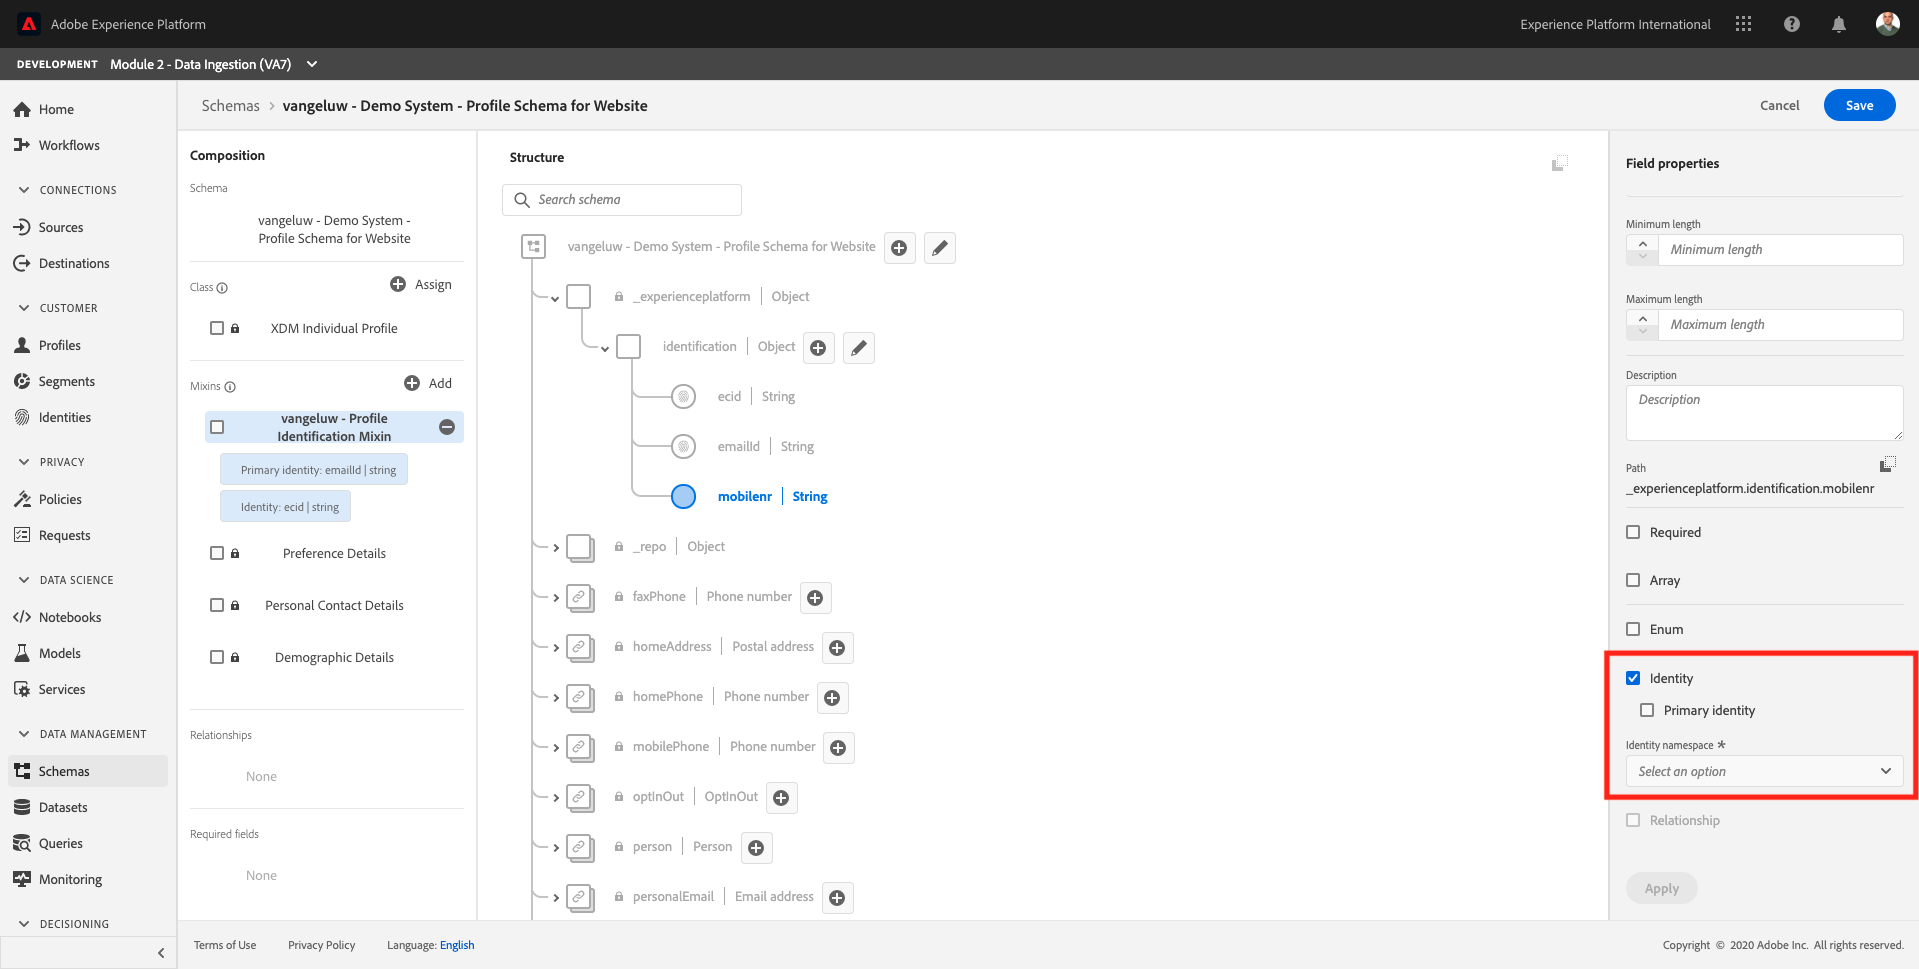 Adobe Experience Platform
Experience Platform International
DEVELOPMENT Module 2 - Data Ingestion (VA7)
Home
Workflows
CONNECTIONS
Sources
Destinations
CUSTOMER
Profiles
Segments
Identities
PRIVACY
Policies
Requests
DATA SCIENCE
Notebooks
Models
Services
DATA MANAGEMENT
Schemas
Datasets
Queries
Monitoring
DECISIONING
Schemas > vangeluw - Demo System - Profile Schema for Website
Cancel
Save
Composition
Schema
vangeluw - Demo System -
Profile Schema for Website
Class
Assign
XDM Individual Profile
Mixins
Add
vangeluw - Profile
Identification Mixin
Primary identity: emailId | string
Identity: ecid | string
Preference Details
Personal Contact Details
Demographic Details
Relationships
None
Required fields
None
Structure
Search schema
vangeluw - Demo System - Profile Schema for Website
_experienceplatform | Object
identification | Object
ecid | String
emailId | String
mobilenr | String
_repo | Object
faxPhone | Phone number
homeAddress | Postal address
homePhone | Phone number
mobilePhone | Phone number
optInOut | OptInOut
person | Person
personalEmail | Email address
Field properties
Minimum length
Minimum length
Maximum length
Maximum length
Description
Description
Path
_experienceplatform.identification.mobilenr
Required
Array
Enum
Identity
Primary identity
Identity namespace *
Select an option
Relationship
Apply
Terms of Use
Privacy Policy
Language: English
Copyright © 2020 Adobe Inc. All rights reserved.